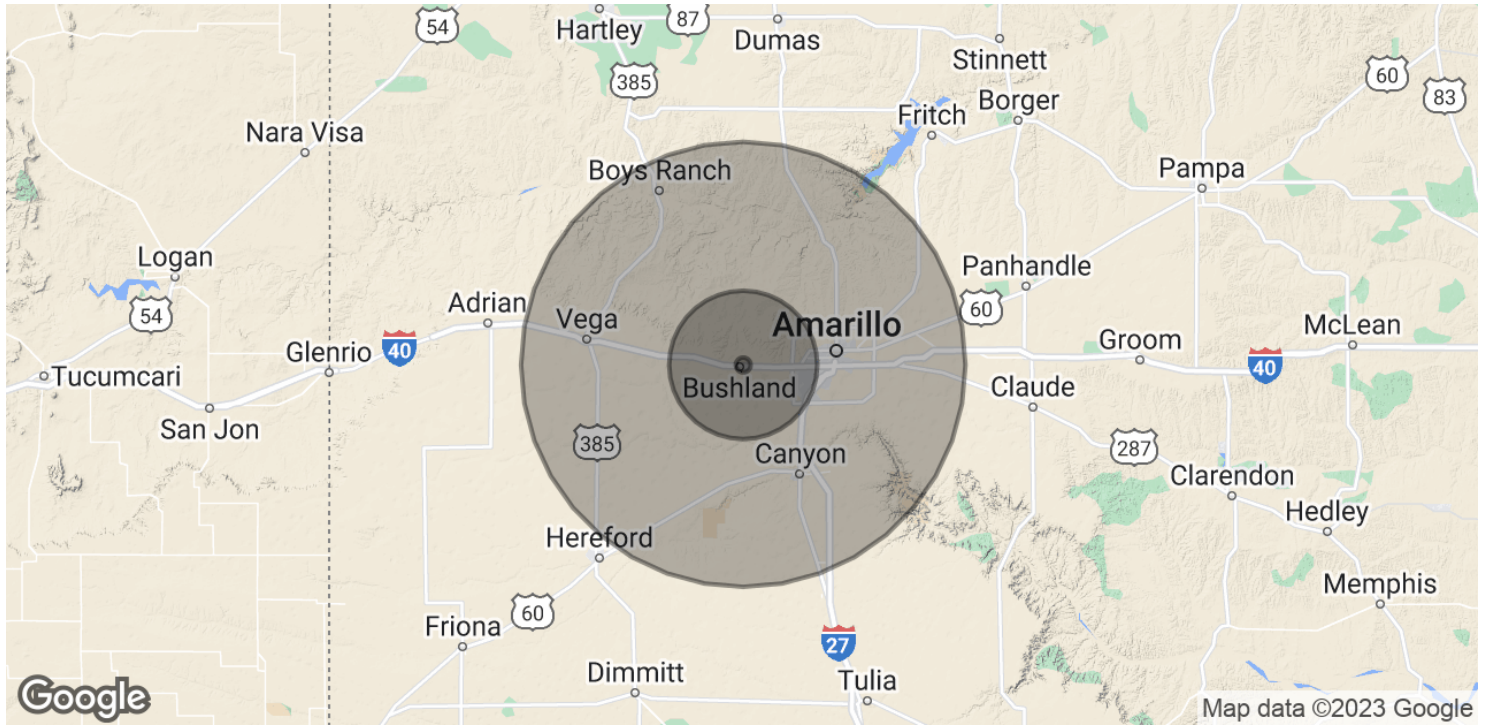 54
Hartley
87
Dumas
Stinnett
385
60
83
Borger
Fritch
Nara Visa
Boys Ranch
Pampa
Logan
Panhandle
54
Adrian
Vega
60
Amarillo
McLean
Glenrio
40
Groom
40
Tucumcari
Bushland
Claude
San Jon
385
Canyon
287
Clarendon
Hereford
Hedley
Memphis
60
Friona
27
Dimmitt
Tulia
Google
Map data ©2023 Google